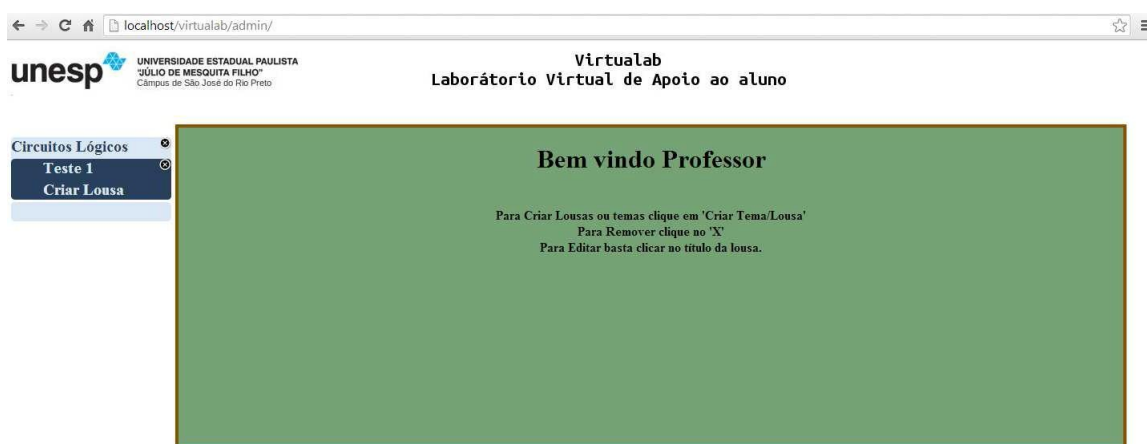 localhost/virtualab/admin/
unesp
UNIVERSIDADE ESTADUAL PAULISTA
"JÚLIO DE MESQUITA FILHO"
Câmpus de São José do Rio Preto
Virtualab
Laborátorio Virtual de Apoio ao aluno
Circuitos Lógicos
Teste 1
Criar Lousa
Bem vindo Professor
Para Criar Lousas ou temas clique em 'Criar Tema/Lousa'
Para Remover clique no 'X'
Para Editar basta clicar no título da lousa.